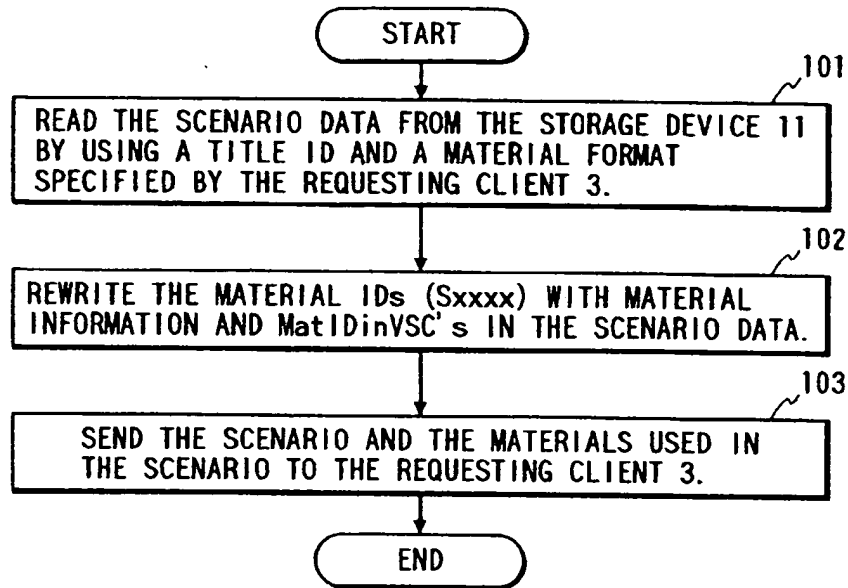 START
101
READ THE SCENARIO DATA FROM THE STORAGE DEVICE 11
BY USING A TITLE ID AND A MATERIAL FORMAT
SPECIFIED BY THE REQUESTING CLIENT 3.
102
REWRITE THE MATERIAL IDs (Sxxxx) WITH MATERIAL
INFORMATION AND MatIDinVSC's IN THE SCENARIO DATA.
103
SEND THE SCENARIO AND THE MATERIALS USED IN
THE SCENARIO TO THE REQUESTING CLIENT 3.
END